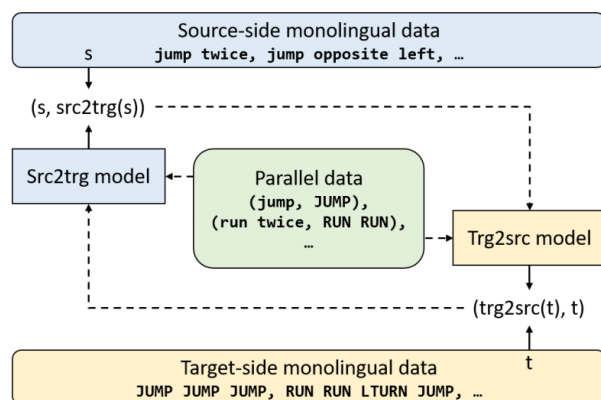 Source-side monolingual data
s jump twice, jump opposite left, …
(s, src2trg(s))
Src2trg model
Parallel data
(jump, JUMP),
(run twice, RUN RUN),
…
Trg2src model
(trg2src(t), t)
Target-side monolingual data
t
JUMP JUMP JUMP, RUN RUN LTURN JUMP, …